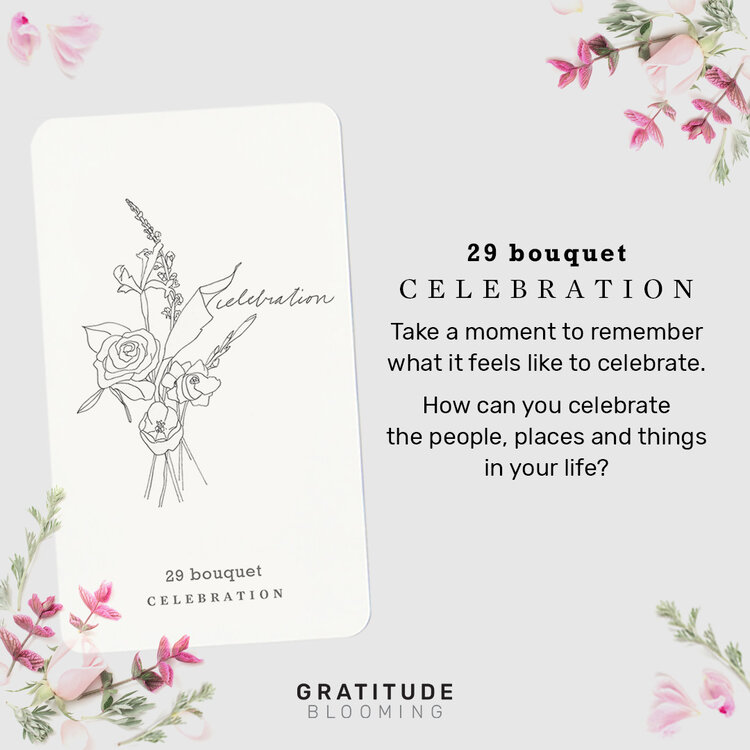 celebration
29 bouquet
CELEBRATION
29 bouquet
CELEBRATION
Take a moment to remember
what it feels like to celebrate.
How can you celebrate
the people, places and things
in your life?
GRATITUDE
BLOOMING